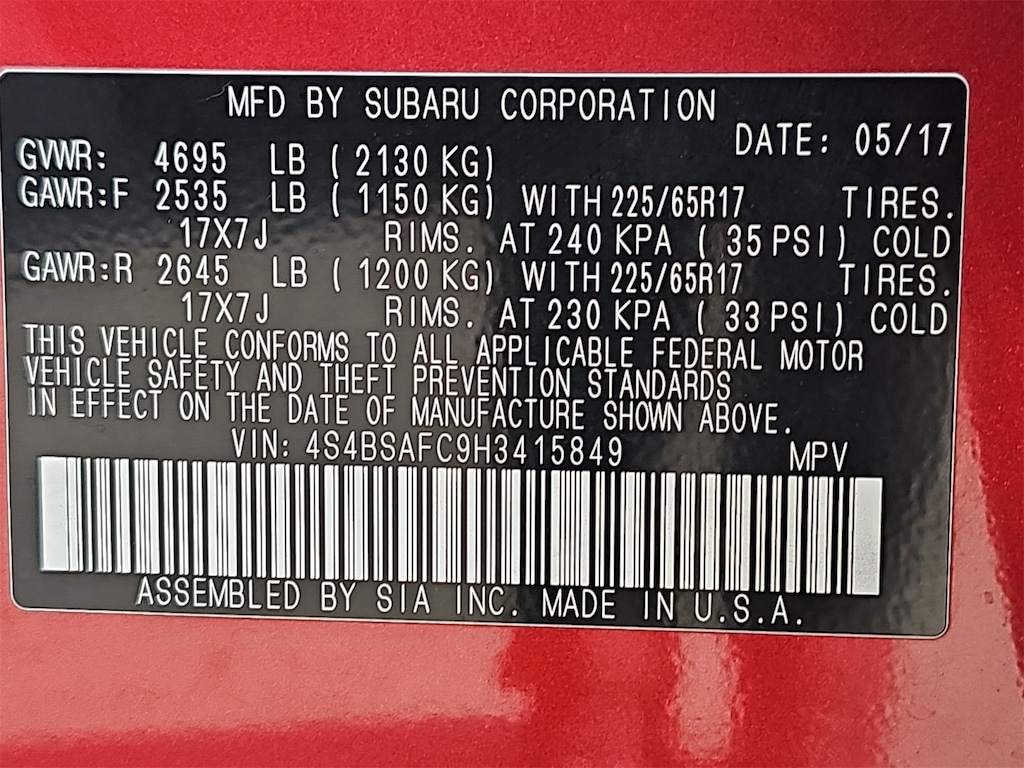 MFD BY SUBARU CORPORATION
DATE: 05/17
GVWR: 4695 LB ( 2130 KG)
GAWR:F 2535 LB ( 1150 KG) WITH 225/65R17 TIRES.
17X7J RIMS. AT 240 KPA ( 35 PSI) COLD
GAWR:R 2645 LB ( 1200 KG) WITH 225/65R17 TIRES.
17X7J RIMS. AT 230 KPA ( 33 PSI) COLD
THIS VEHICLE CONFORMS TO ALL APPLICABLE FEDERAL MOTOR
VEHICLE SAFETY AND THEFT PREVENTION STANDARDS
IN EFFECT ON THE DATE OF MANUFACTURE SHOWN ABOVE.
VIN: 4S4BSAFC9H3415849 MPV
ASSEMBLED BY SIA INC. MADE IN U.S.A.